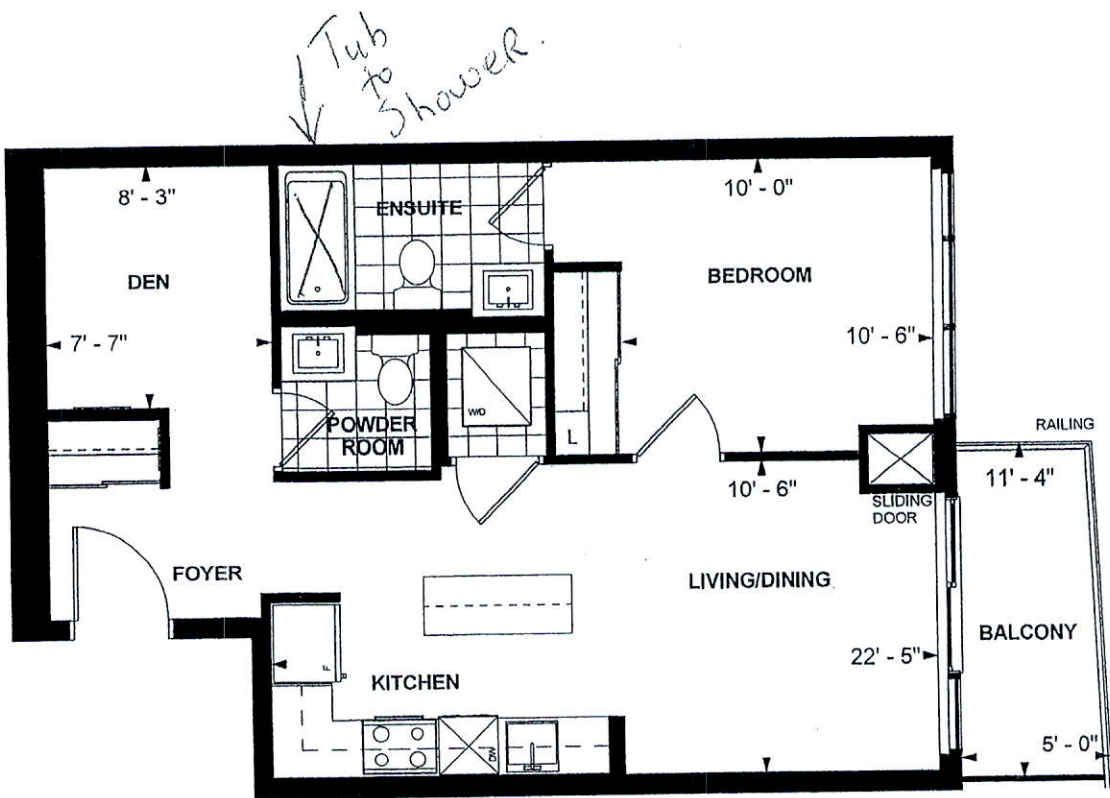 Tub
to
Shower.
8' - 3"
ENSUITE
10' - 0"
DEN
BEDROOM
7' - 7"
10' - 6"
W/D
POWDER
ROOM
L
RAILING
10' - 6"
SLIDING
DOOR
11' - 4"
FOYER
LIVING/DINING
BALCONY
F
22' - 5"
KITCHEN
DW
5' - 0"